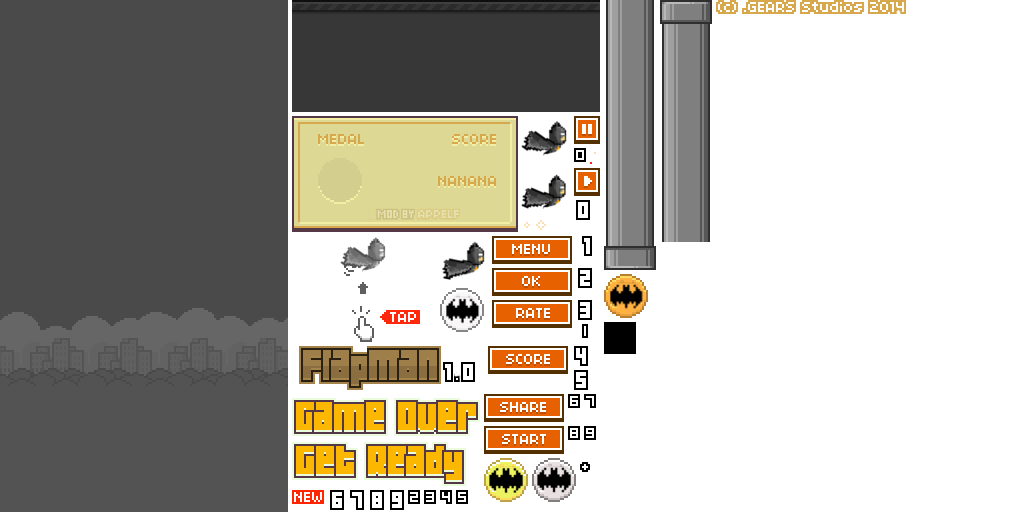 (c) .GEARS Studios 2014
MEDAL SCORE
NANANA
MOD BY APPELF
0
0
MENU 1
OK 2
TAP
RATE 3
1
Flapman 1.0
SCORE 4
5
SHARE 6 7
Game Over
START 8 9
Get Ready
NEW 6 7 8 9 2 3 4 5